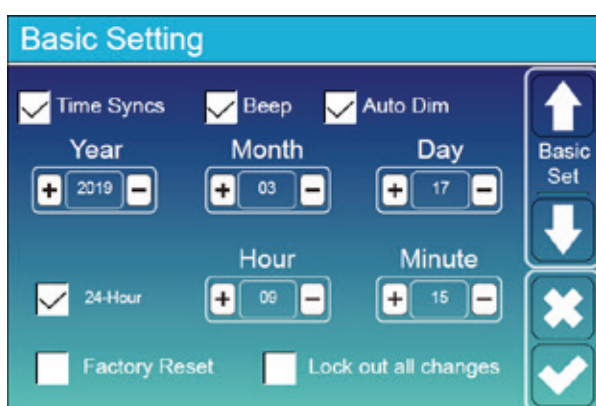 Basic Setting
Time Syncs Beep Auto Dim
Year Month Day
+ 2019 − + 03 − + 17 −
Basic
Set
Hour Minute
24-Hour + 09 − + 15 −
Factory Reset Lock out all changes